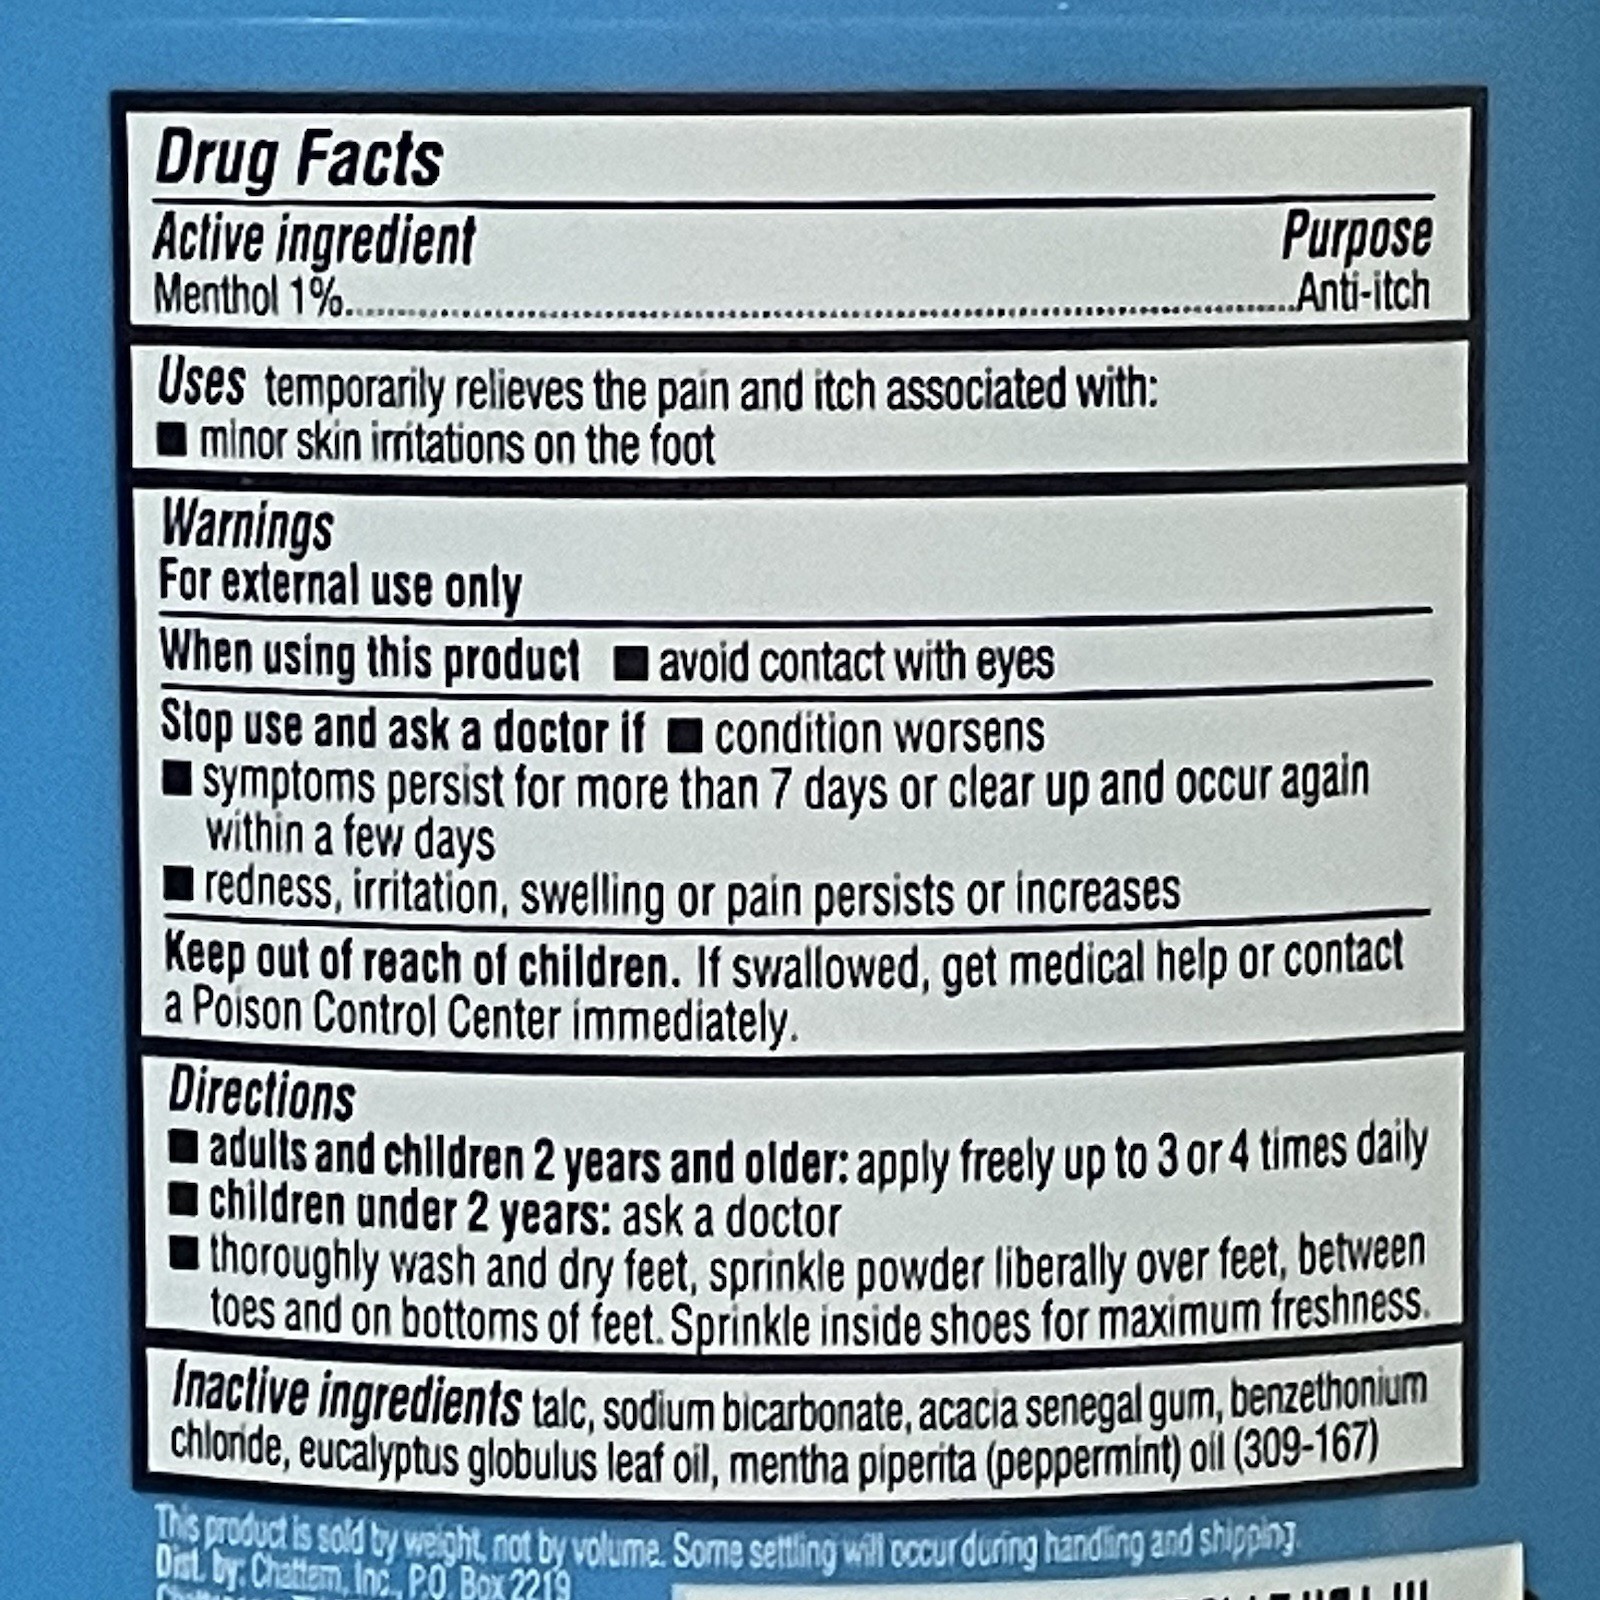 Drug Facts
Active ingredient Purpose
Menthol 1%..........Anti-itch
Uses temporarily relieves the pain and itch associated with:
■ minor skin irritations on the foot
Warnings
For external use only
When using this product ■ avoid contact with eyes
Stop use and ask a doctor if ■ condition worsens
■ symptoms persist for more than 7 days or clear up and occur again
within a few days
■ redness, irritation, swelling or pain persists or increases
Keep out of reach of children. If swallowed, get medical help or contact
a Poison Control Center immediately.
Directions
■ adults and children 2 years and older: apply freely up to 3 or 4 times daily
■ children under 2 years: ask a doctor
■ thoroughly wash and dry feet, sprinkle powder liberally over feet, between
toes and on bottoms of feet. Sprinkle inside shoes for maximum freshness.
Inactive ingredients talc, sodium bicarbonate, acacia senegal gum, benzethonium
chloride, eucalyptus globulus leaf oil, mentha piperita (peppermint) oil (309-167)
This product is sold by weight, not by volume. Some settling will occur during handling and shipping.
Dist. by: Chattem, Inc., P.O. Box 2219